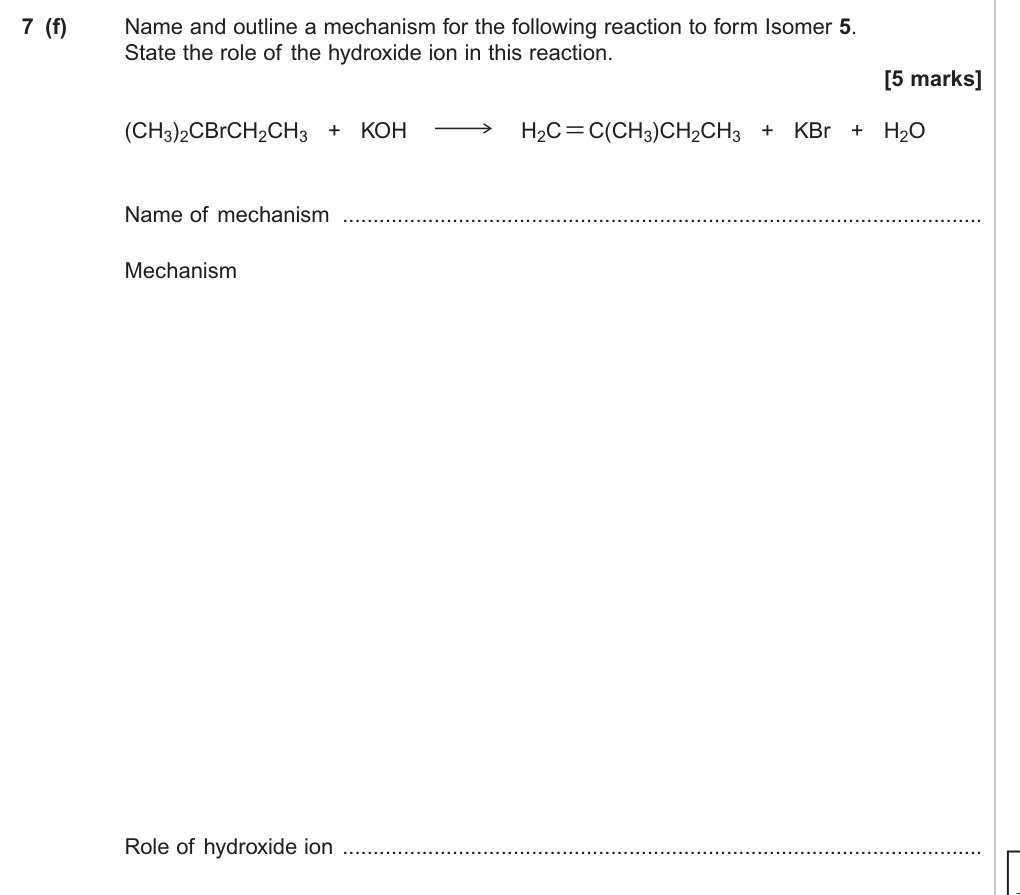 7 (f) Name and outline a mechanism for the following reaction to form Isomer 5.
State the role of the hydroxide ion in this reaction.
[5 marks]
(CH₃)₂CBrCH₂CH₃ + KOH ⟶ H₂C=C(CH₃)CH₂CH₃ + KBr + H₂O
Name of mechanism ..........................................................................................................
Mechanism
Role of hydroxide ion ..........................................................................................................